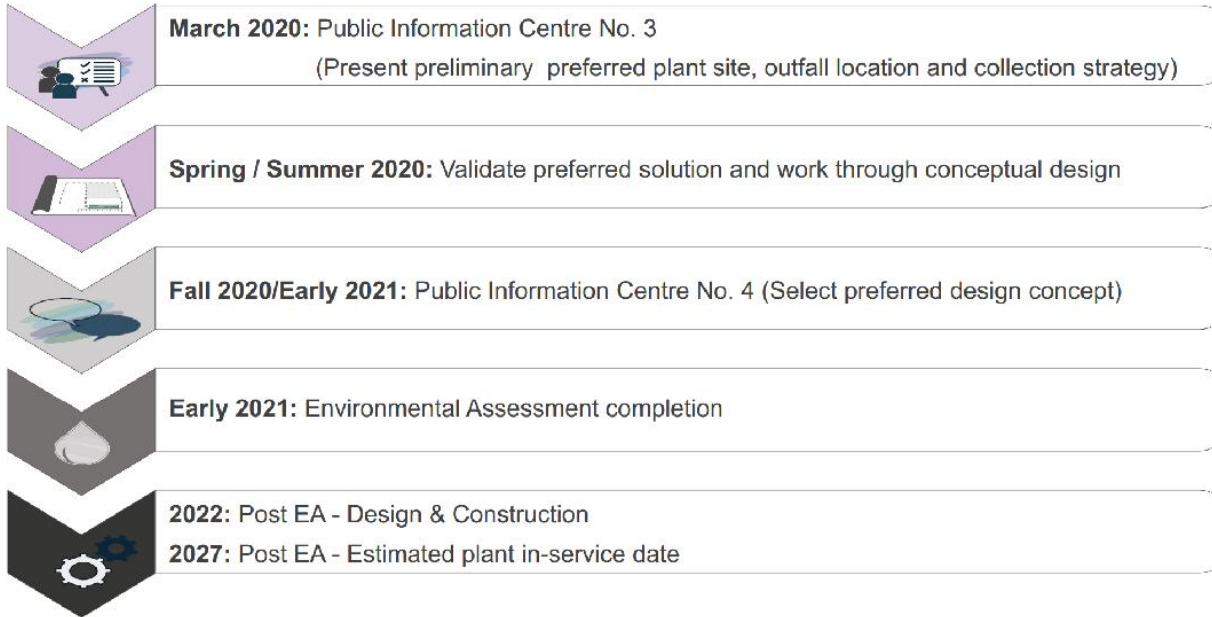 March 2020: Public Information Centre No. 3
(Present preliminary preferred plant site, outfall location and collection strategy)
Spring / Summer 2020: Validate preferred solution and work through conceptual design
Fall 2020/Early 2021: Public Information Centre No. 4 (Select preferred design concept)
Early 2021: Environmental Assessment completion
2022: Post EA - Design & Construction
2027: Post EA - Estimated plant in-service date